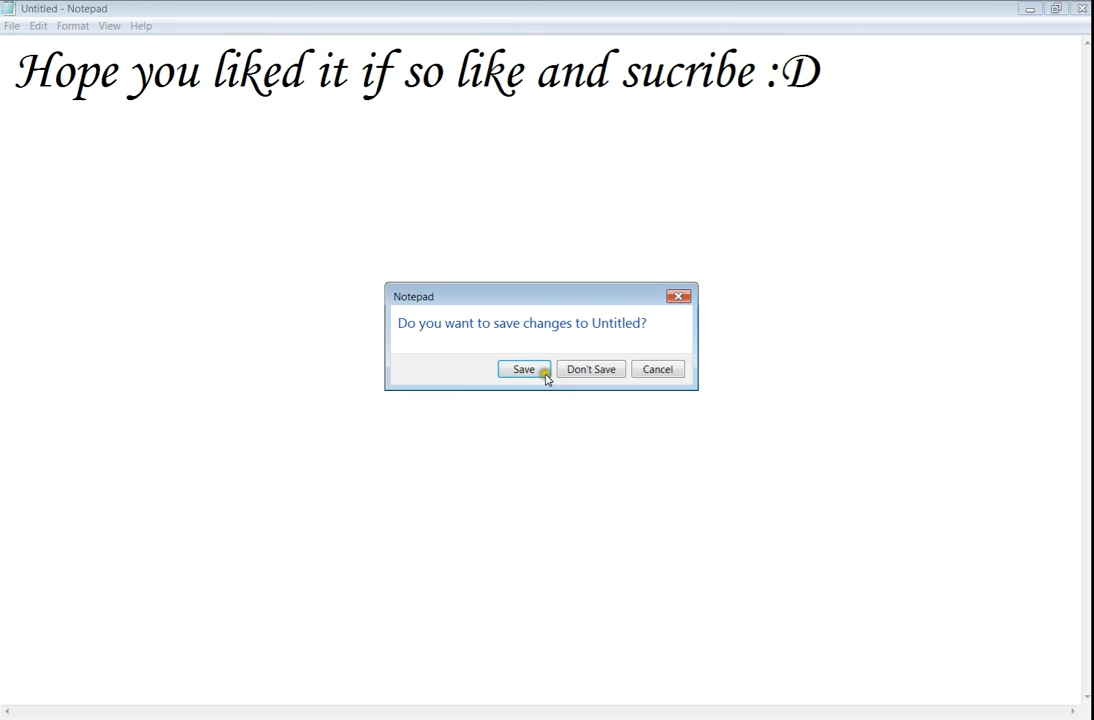 Untitled - Notepad
File Edit Format View Help
Hope you liked it if so like and sucribe :D
Notepad
Do you want to save changes to Untitled?
Save Don't Save Cancel